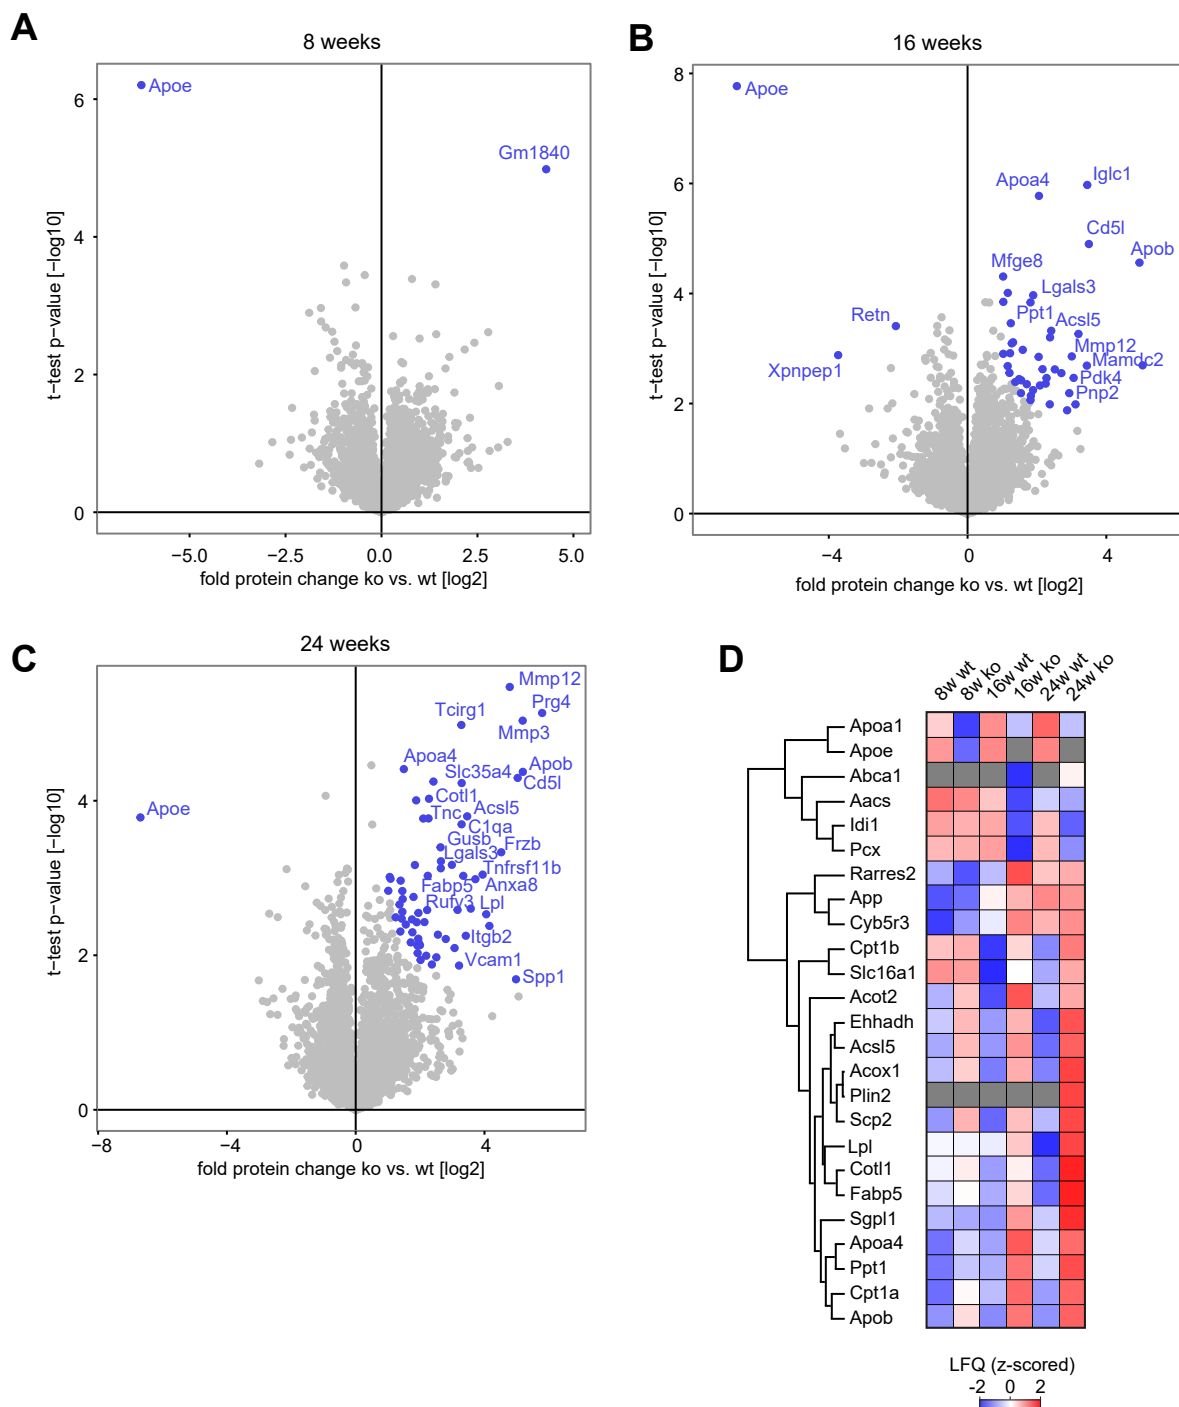 A
8 weeks
Apoe
Gm1840
6
4
2
0
t−test p−value [−log10]
−5.0
−2.5
0.0
2.5
5.0
fold protein change ko vs. wt [log2]
B
16 weeks
8
6
4
2
0
t−test p−value [−log10]
Apoe
Apoa4
Iglc1
Cd5l
Apob
Mfge8
Lgals3
Retn
Ppt1
Acsl5
Xpnpep1
Mmp12
Mamdc2
Pdk4
Pnp2
−4
0
4
fold protein change ko vs. wt [log2]
C
24 weeks
Mmp12
Prg4
Tcirg1
Mmp3
Apoa4
Slc35a4
Apob
Cd5l
Apoe
Cotl1
Tnc
Acsl5
C1qa
Gusb
Frzb
Lgals3
Tnfrsf11b
Fabp5
Anxa8
Rufy3
Lpl
Itgb2
Vcam1
Spp1
4
2
0
t−test p−value [−log10]
−8
−4
0
4
fold protein change ko vs. wt [log2]
D
8w wt
8w ko
16w wt
16w ko
24w wt
24w ko
Apoa1
Apoe
Abca1
Aacs
Idi1
Pcx
Rarres2
App
Cyb5r3
Cpt1b
Slc16a1
Acot2
Ehhadh
Acsl5
Acox1
Plin2
Scp2
Lpl
Cotl1
Fabp5
Sgpl1
Apoa4
Ppt1
Cpt1a
Apob
LFQ (z-scored)
-2 0 2